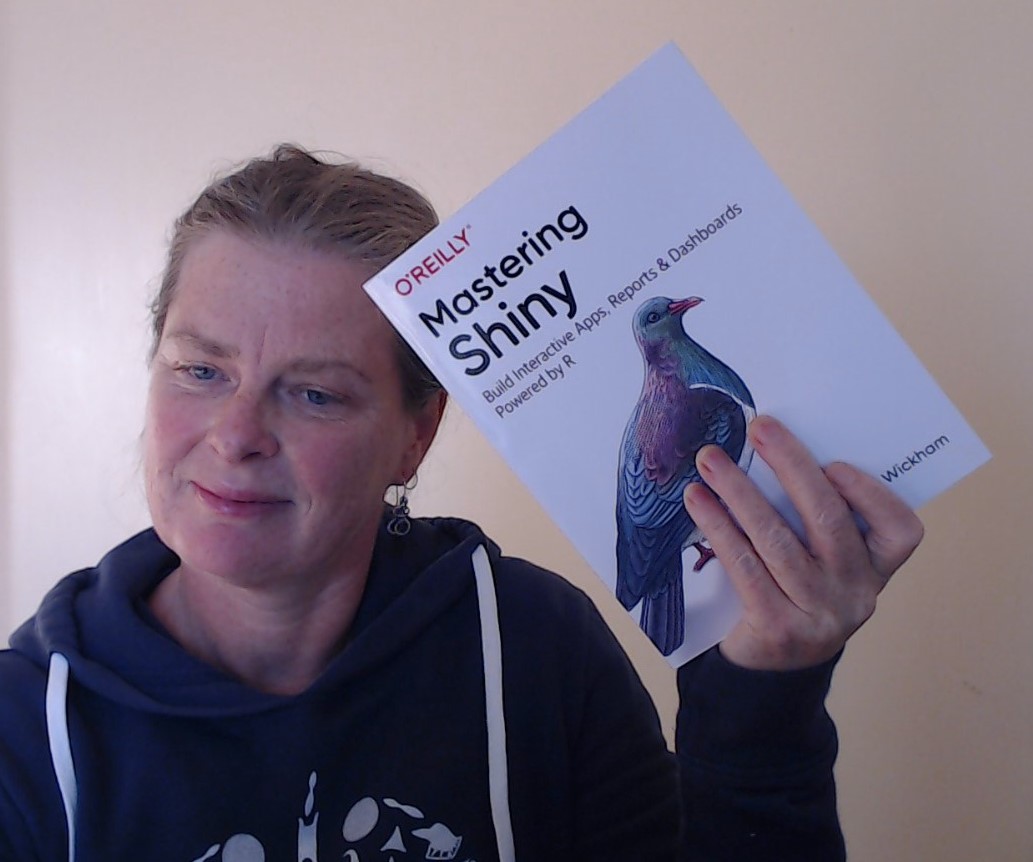 O'REILLY®
Mastering
Shiny
Build Interactive Apps, Reports & Dashboards
Powered by R
Wickham